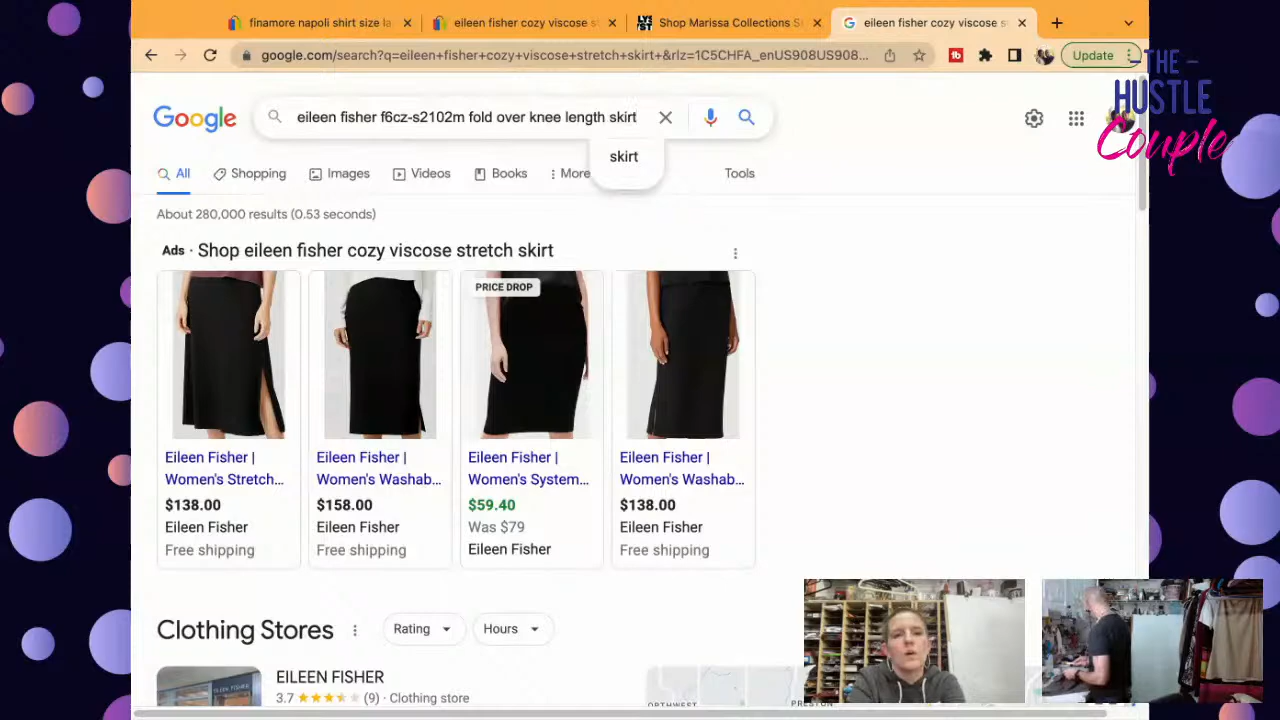 finamore napoli shirt size la
eileen fisher cozy viscose st
LYST
Shop Marissa Collections S
eileen fisher cozy viscose s
google.com/search?q=eileen+fisher+cozy+viscose+stretch+skirt+&rlz=1C5CHFA_enUS908US908...
Update
THE
HUSTLE
Couple
Google
eileen fisher f6cz-s2102m fold over knee length skirt
skirt
All
Shopping
Images
Videos
Books
More
Tools
About 280,000 results (0.53 seconds)
Ads · Shop eileen fisher cozy viscose stretch skirt
PRICE DROP
Eileen Fisher |
Women's Stretch...
$138.00
Eileen Fisher
Free shipping
Eileen Fisher |
Women's Washab...
$158.00
Eileen Fisher
Free shipping
Eileen Fisher |
Women's System...
$59.40
Was $79
Eileen Fisher
Eileen Fisher |
Women's Washab...
$138.00
Eileen Fisher
Free shipping
Clothing Stores
Rating
Hours
EILEEN FISHER
EILEEN FISHER
3.7
(9) · Clothing store
ORTHWEST
PRESTON